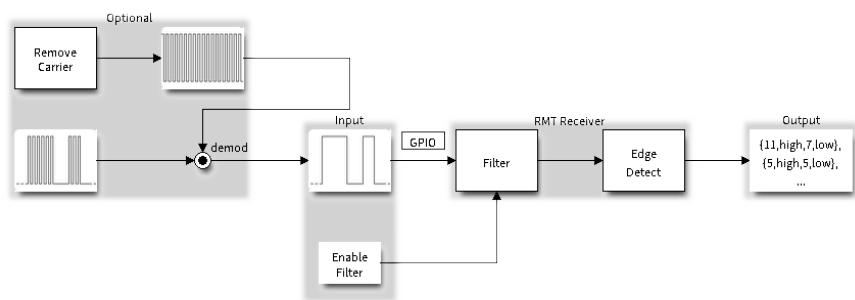 Optional
Remove
Carrier
demod
Input
GPIO
RMT Receiver
Filter
Edge
Detect
Output
{11,high,7,low},
{5,high,5,low},
...
Enable
Filter